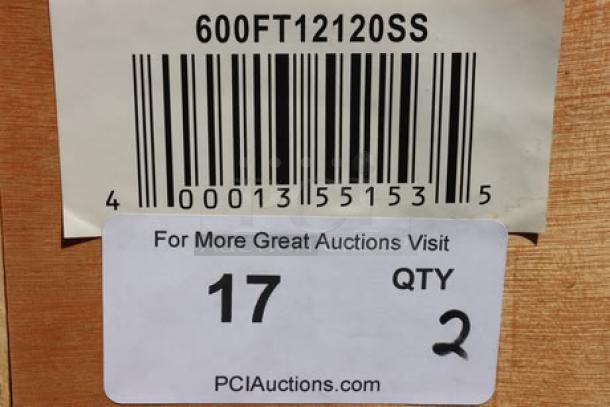 600FT12120SS
4 00013 55153 5
For More Great Auctions Visit
17 QTY
2
PCIAuctions.com